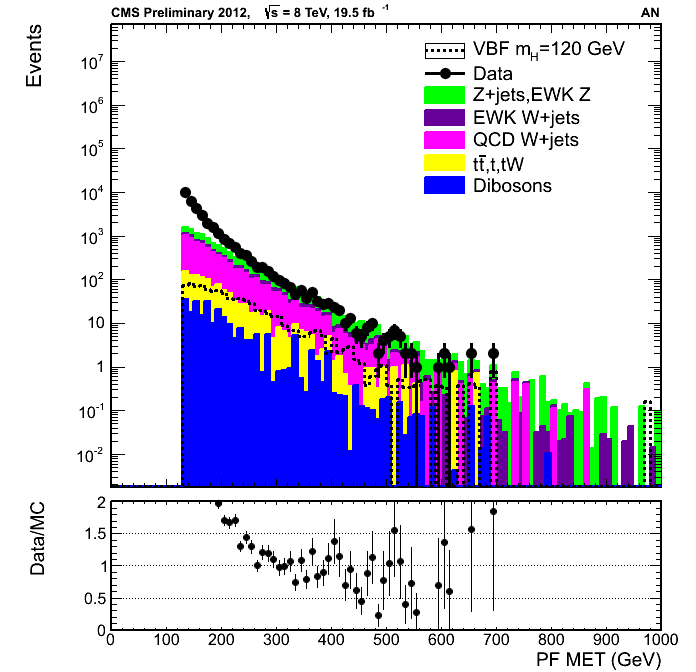 CMS Preliminary 2012, √s = 8 TeV, 19.5 fb⁻¹ AN
Events
VBF m_H=120 GeV
Data
Z+jets,EWK Z
EWK W+jets
QCD W+jets
tt̄,t,tW
Dibosons
10⁷
10⁶
10⁵
10⁴
10³
10²
10
1
10⁻¹
10⁻²
Data/MC
2
1.5
1
0.5
0
0 100 200 300 400 500 600 700 800 900 1000
PF MET (GeV)